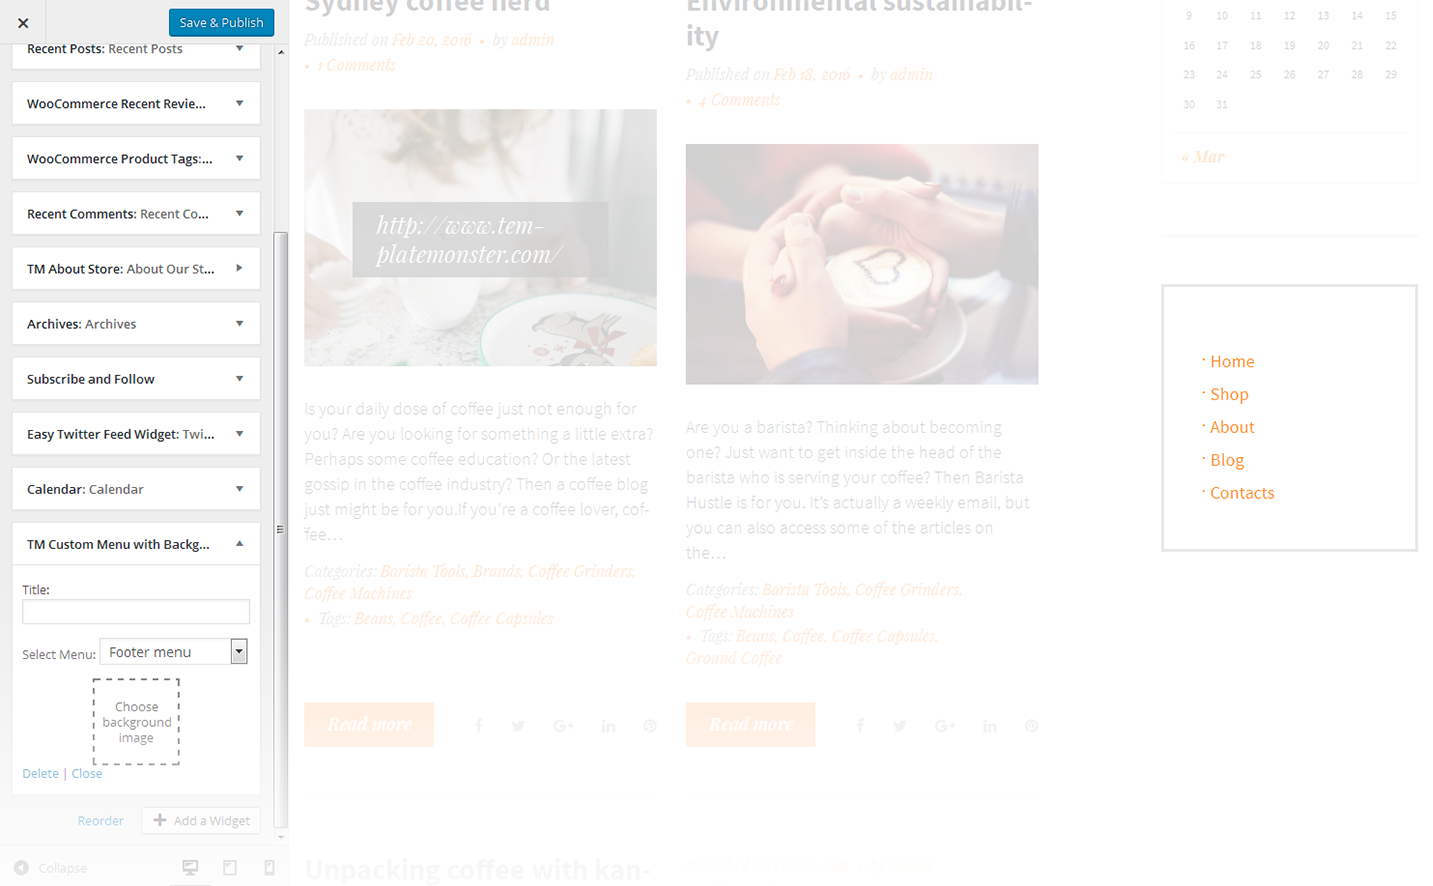 Save & Publish
Recent Posts: Recent Posts
WooCommerce Recent Revie...
WooCommerce Product Tags:...
Recent Comments: Recent Co...
TM About Store: About Our St...
Archives: Archives
Subscribe and Follow
Easy Twitter Feed Widget: Twi...
Calendar: Calendar
TM Custom Menu with Backg...
Title:
Select Menu: Footer menu
Choose
background
image
Delete | Close
Reorder
Add a Widget
Collapse
Sydney coffee nerd
Published on Feb 20, 2016 • by admin
• 1 Comments
http://www.tem-
platemonster.com/
Is your daily dose of coffee just not enough for
you? Are you looking for something a little extra?
Perhaps some coffee education? Or the latest
gossip in the coffee industry? Then a coffee blog
just might be for you.If you're a coffee lover, cof-
fee…
Categories: Barista Tools, Brands, Coffee Grinders,
Coffee Machines
• Tags: Beans, Coffee, Coffee Capsules
Read more
Unpacking coffee with kan-
Environmental sustainabil-
ity
Published on Feb 18, 2016 • by admin
• 4 Comments
Are you a barista? Thinking about becoming
one? Just want to get inside the head of the
barista who is serving your coffee? Then Barista
Hustle is for you. It's actually a weekly email, but
you can also access some of the articles on
the…
Categories: Barista Tools, Coffee Grinders,
Coffee Machines
• Tags: Beans, Coffee, Coffee Capsules,
Ground Coffee
Read more
9 10 11 12 13 14 15
16 17 18 19 20 21 22
23 24 25 26 27 28 29
30 31
« Mar
Home
Shop
About
Blog
Contacts